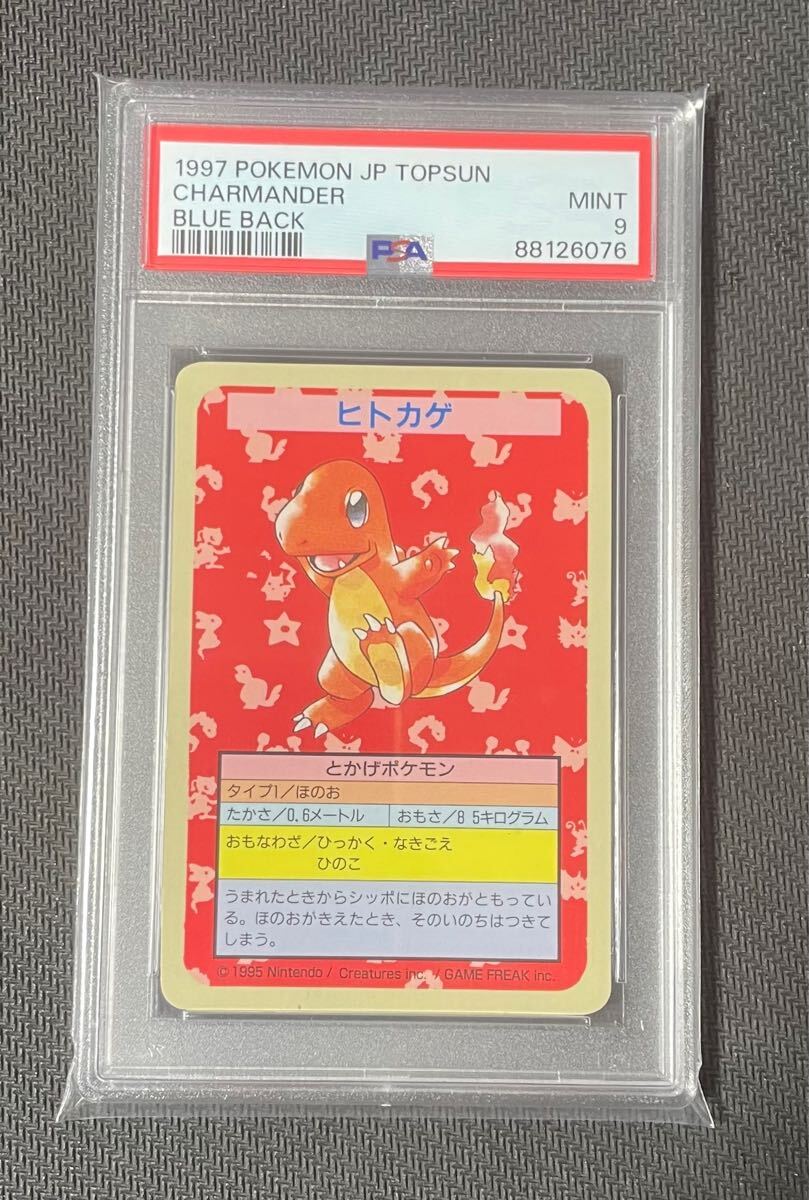 1997 POKEMON JP TOPSUN
CHARMANDER
BLUE BACK
MINT
9
88126076
PSA
ヒトカゲ
とかげポケモン
タイプ1/ほのお
たかさ/0.6メートル
おもさ/8 5キログラム
おもなわざ/ひっかく・なきごえ
ひのこ
うまれたときからシッポにほのおがともってい
る。ほのおがきえたとき、そのいのちはつきて
しまう。
© 1995 Nintendo / Creatures inc. / GAME FREAK inc.